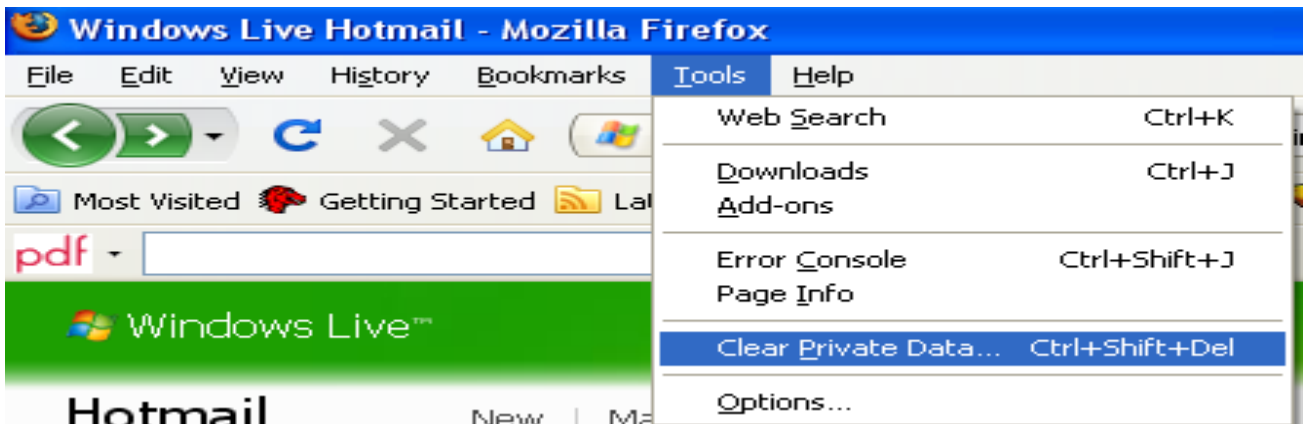 Windows Live Hotmail - Mozilla Firefox
File Edit View History Bookmarks Tools Help
Web Search Ctrl+K
Downloads Ctrl+J
Add-ons
Error Console Ctrl+Shift+J
Page Info
Clear Private Data... Ctrl+Shift+Del
Options...
Most Visited Getting Started
pdf
Windows Live™
Hotmail New |